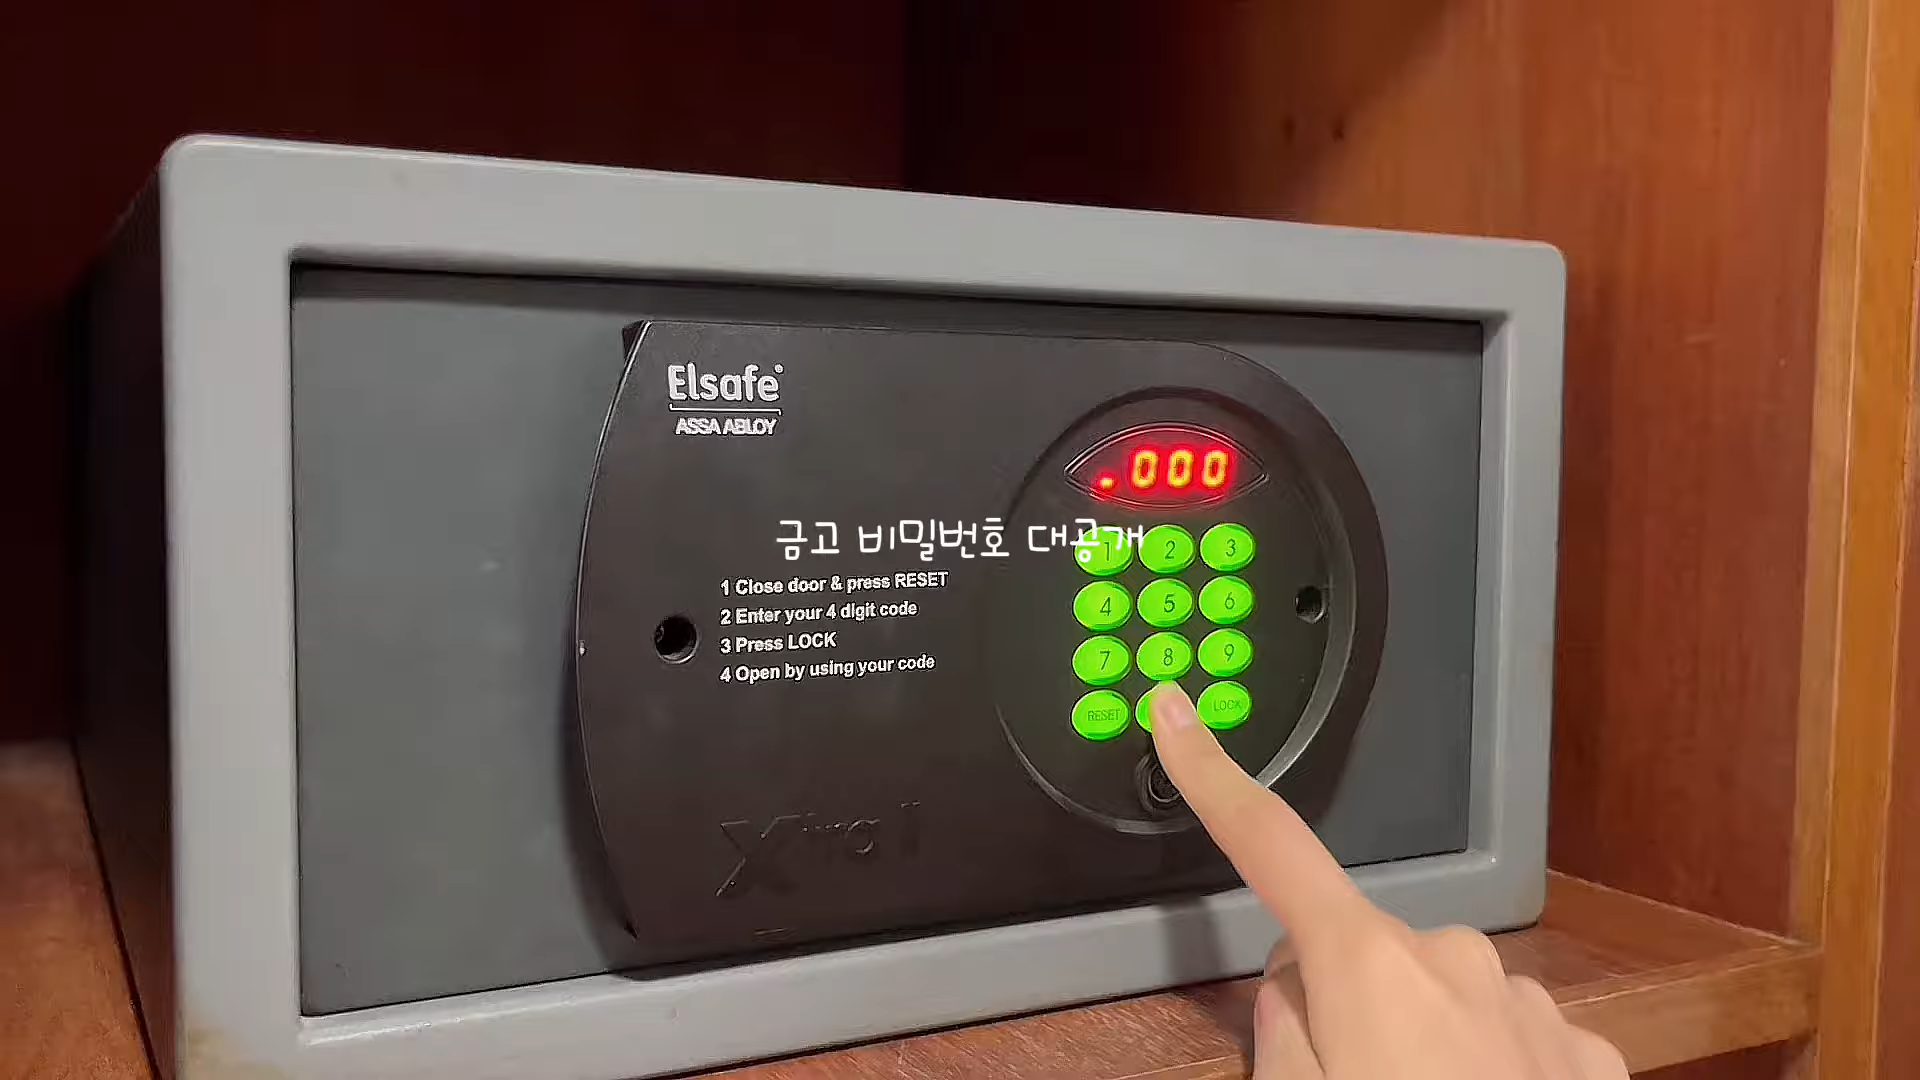 Elsafe
ASSA ABLOY
.000
금고 비밀번호 대공개
1 Close door & press RESET
2 Enter your 4 digit code
3 Press LOCK
4 Open by using your code
1 2 3
4 5 6
7 8 9
RESET LOCK